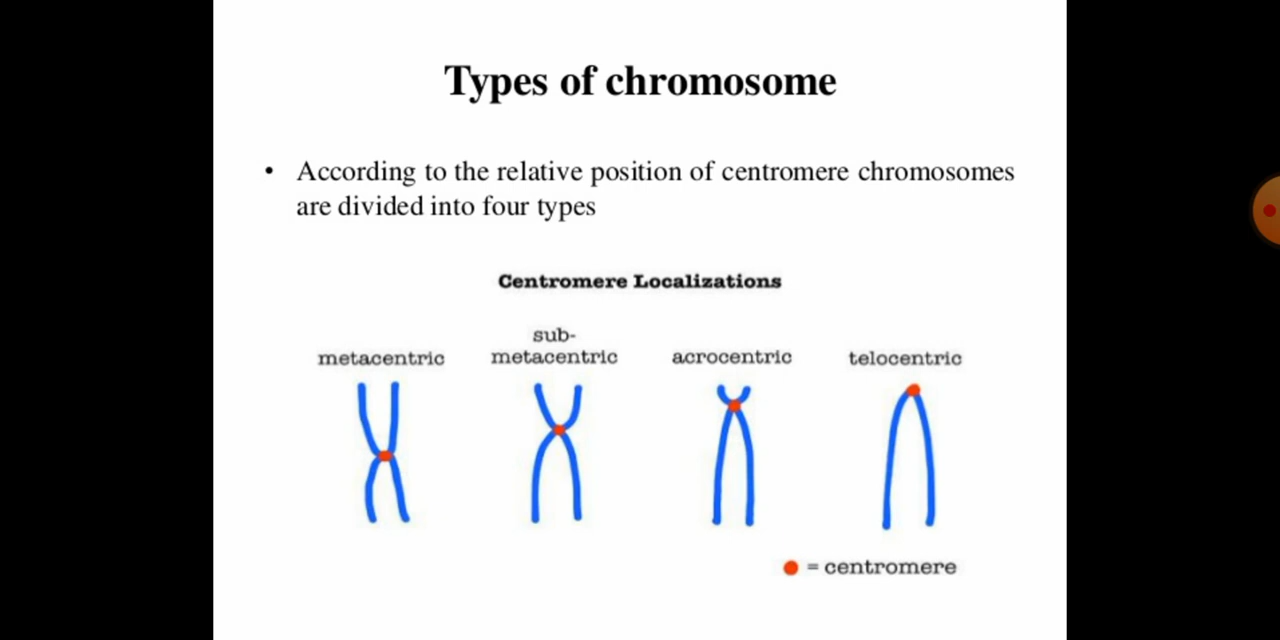 Types of chromosome
• According to the relative position of centromere chromosomes
are divided into four types
Centromere Localizations
metacentric
sub-
metacentric
acrocentric
telocentric
= centromere